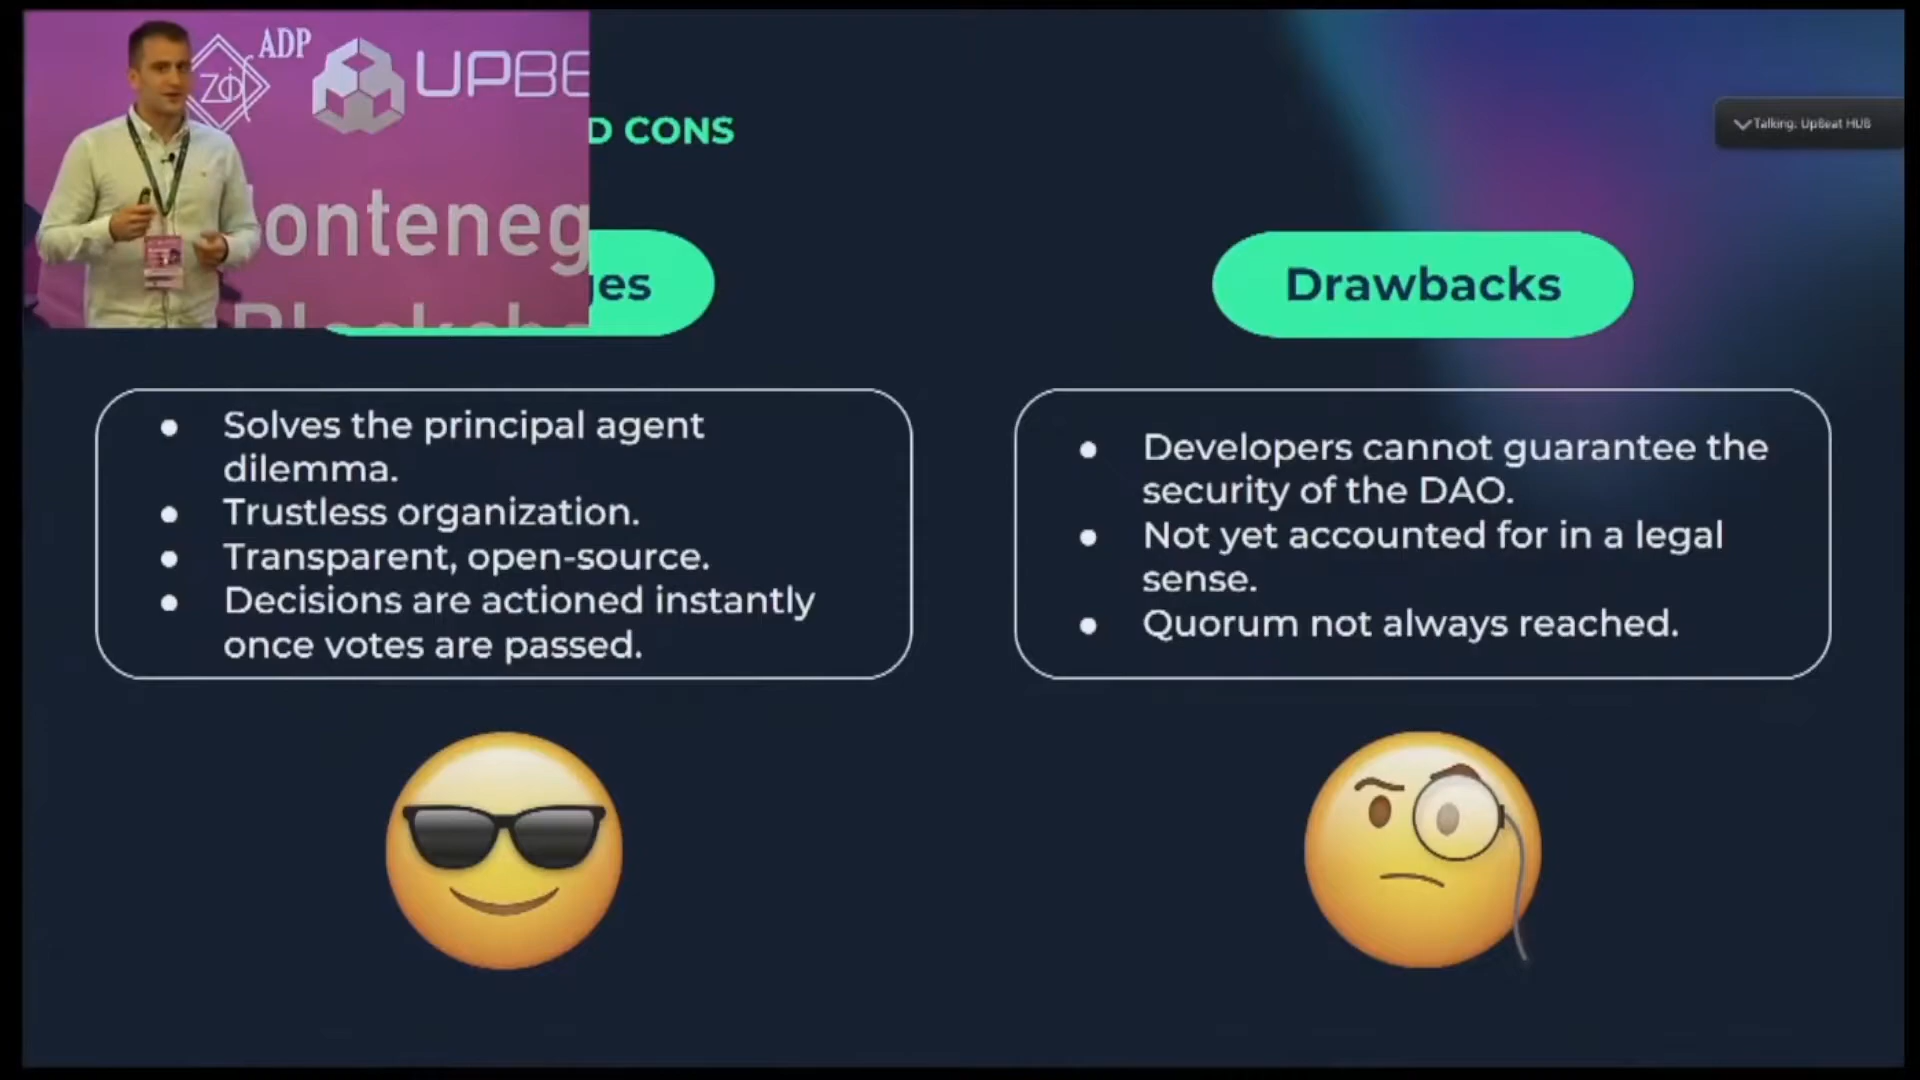 ADP
UPBE
D CONS
Talking: UpBeat HUB
onteneg
ges
Drawbacks
Solves the principal agent
dilemma.
Trustless organization.
Transparent, open-source.
Decisions are actioned instantly
once votes are passed.
Developers cannot guarantee the
security of the DAO.
Not yet accounted for in a legal
sense.
Quorum not always reached.